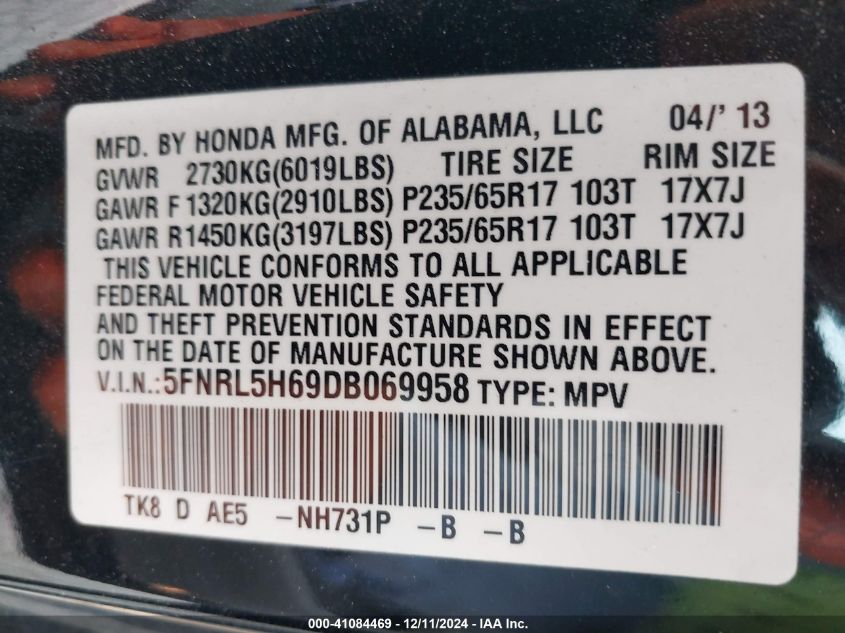 MFD. BY HONDA MFG. OF ALABAMA, LLC 04/' 13
GVWR 2730KG(6019LBS) TIRE SIZE RIM SIZE
GAWR F 1320KG(2910LBS) P235/65R17 103T 17X7J
GAWR R1450KG(3197LBS) P235/65R17 103T 17X7J
THIS VEHICLE CONFORMS TO ALL APPLICABLE
FEDERAL MOTOR VEHICLE SAFETY
AND THEFT PREVENTION STANDARDS IN EFFECT
ON THE DATE OF MANUFACTURE SHOWN ABOVE.
V.I.N.:5FNRL5H69DB069958 TYPE: MPV
TK8 D AE5 -NH731P -B -B
000-41084469 - 12/11/2024 - IAA Inc.